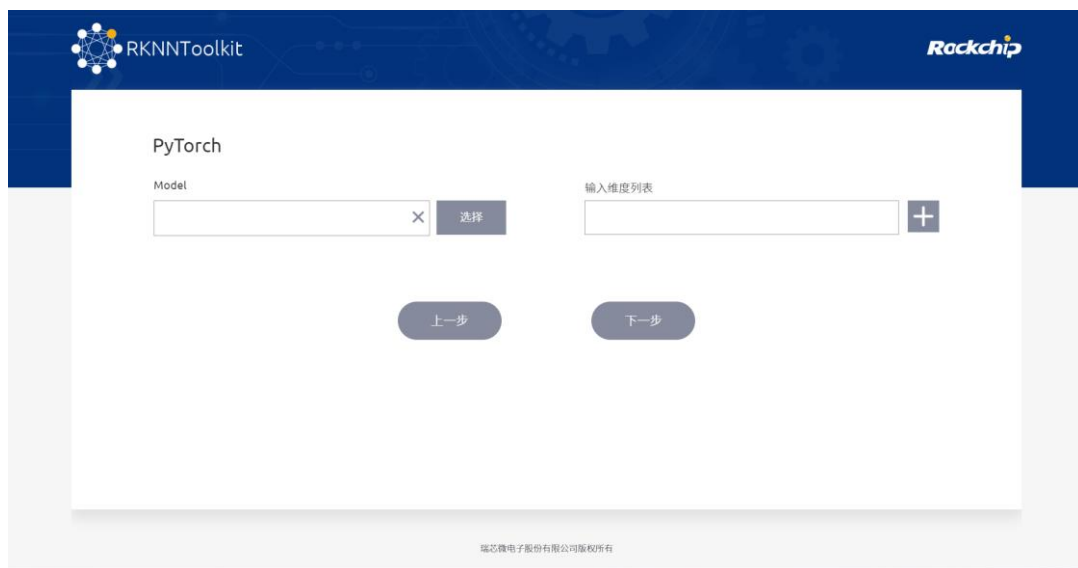 RKNNToolkit
Rockchip
PyTorch
Model
输入维度列表
选择
上一步
下一步
瑞芯微电子股份有限公司版权所有